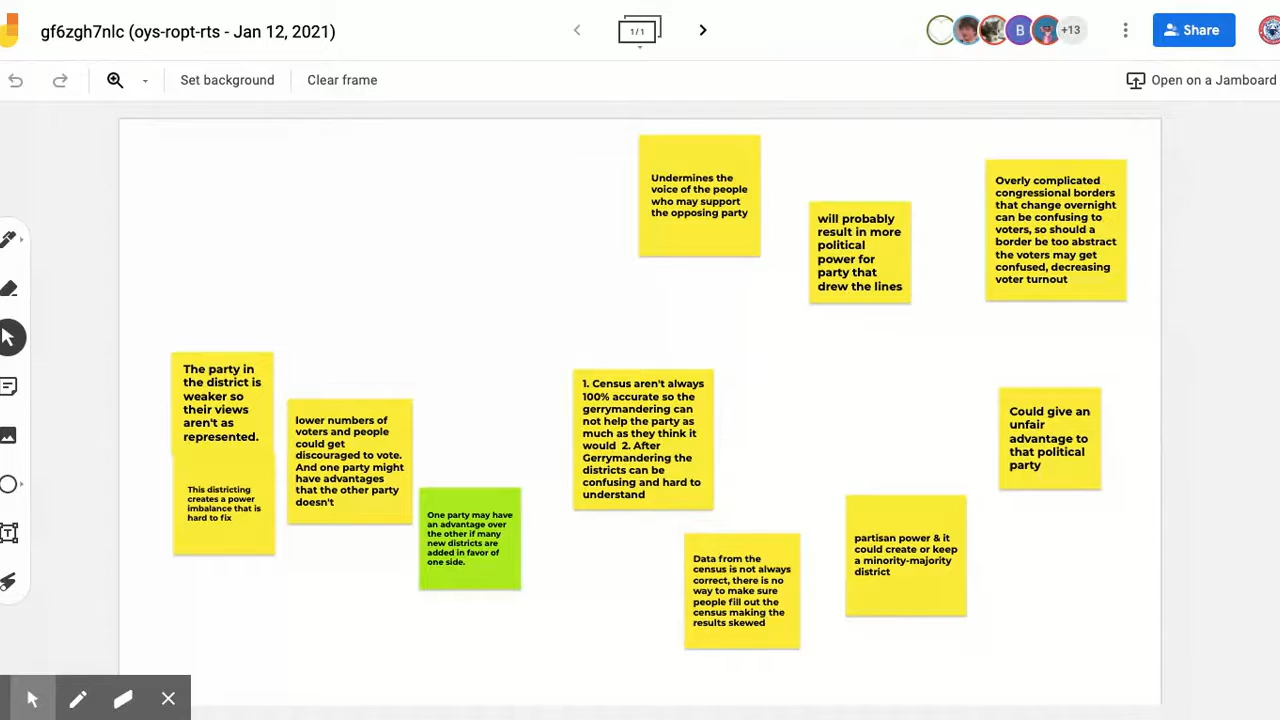 gf6zgh7nlc (oys-ropt-rts - Jan 12, 2021)
1/1
B
+13
Share
Set background
Clear frame
Open on a Jamboard
Undermines the
voice of the people
who may support
the opposing party
will probably
result in more
political
power for
party that
drew the lines
Overly complicated
congressional borders
that change overnight
can be confusing to
voters, so should a
border be too abstract
the voters may get
confused, decreasing
voter turnout
The party in
the district is
weaker so
their views
aren't as
represented.
This districting
creates a power
imbalance that is
hard to fix
lower numbers of
voters and people
could get
discouraged to vote.
And one party might
have advantages
that the other party
doesn't
One party may have
an advantage over
the other if many
new districts are
added in favor of
one side.
1. Census aren't always
100% accurate so the
gerrymandering can
not help the party as
much as they think it
would 2. After
Gerrymandering the
districts can be
confusing and hard to
understand
Data from the
census is not always
correct, there is no
way to make sure
people fill out the
census making the
results skewed
partisan power & it
could create or keep
a minority-majority
district
Could give an
unfair
advantage to
that political
party